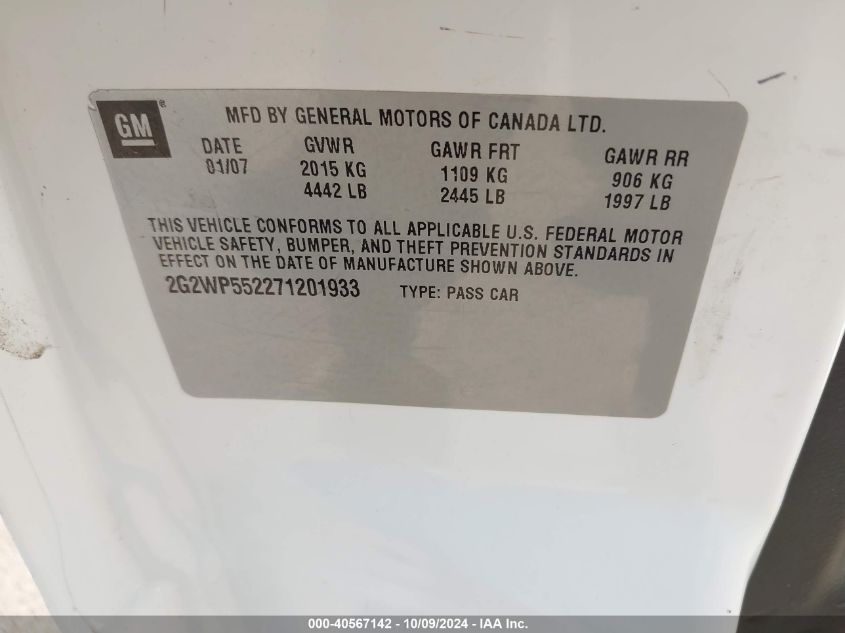 GM®
MFD BY GENERAL MOTORS OF CANADA LTD.
DATE GVWR GAWR FRT GAWR RR
01/07 2015 KG 1109 KG 906 KG
4442 LB 2445 LB 1997 LB
THIS VEHICLE CONFORMS TO ALL APPLICABLE U.S. FEDERAL MOTOR
VEHICLE SAFETY, BUMPER, AND THEFT PREVENTION STANDARDS IN
EFFECT ON THE DATE OF MANUFACTURE SHOWN ABOVE.
2G2WP552271201933 TYPE: PASS CAR
000-40567142 - 10/09/2024 - IAA Inc.